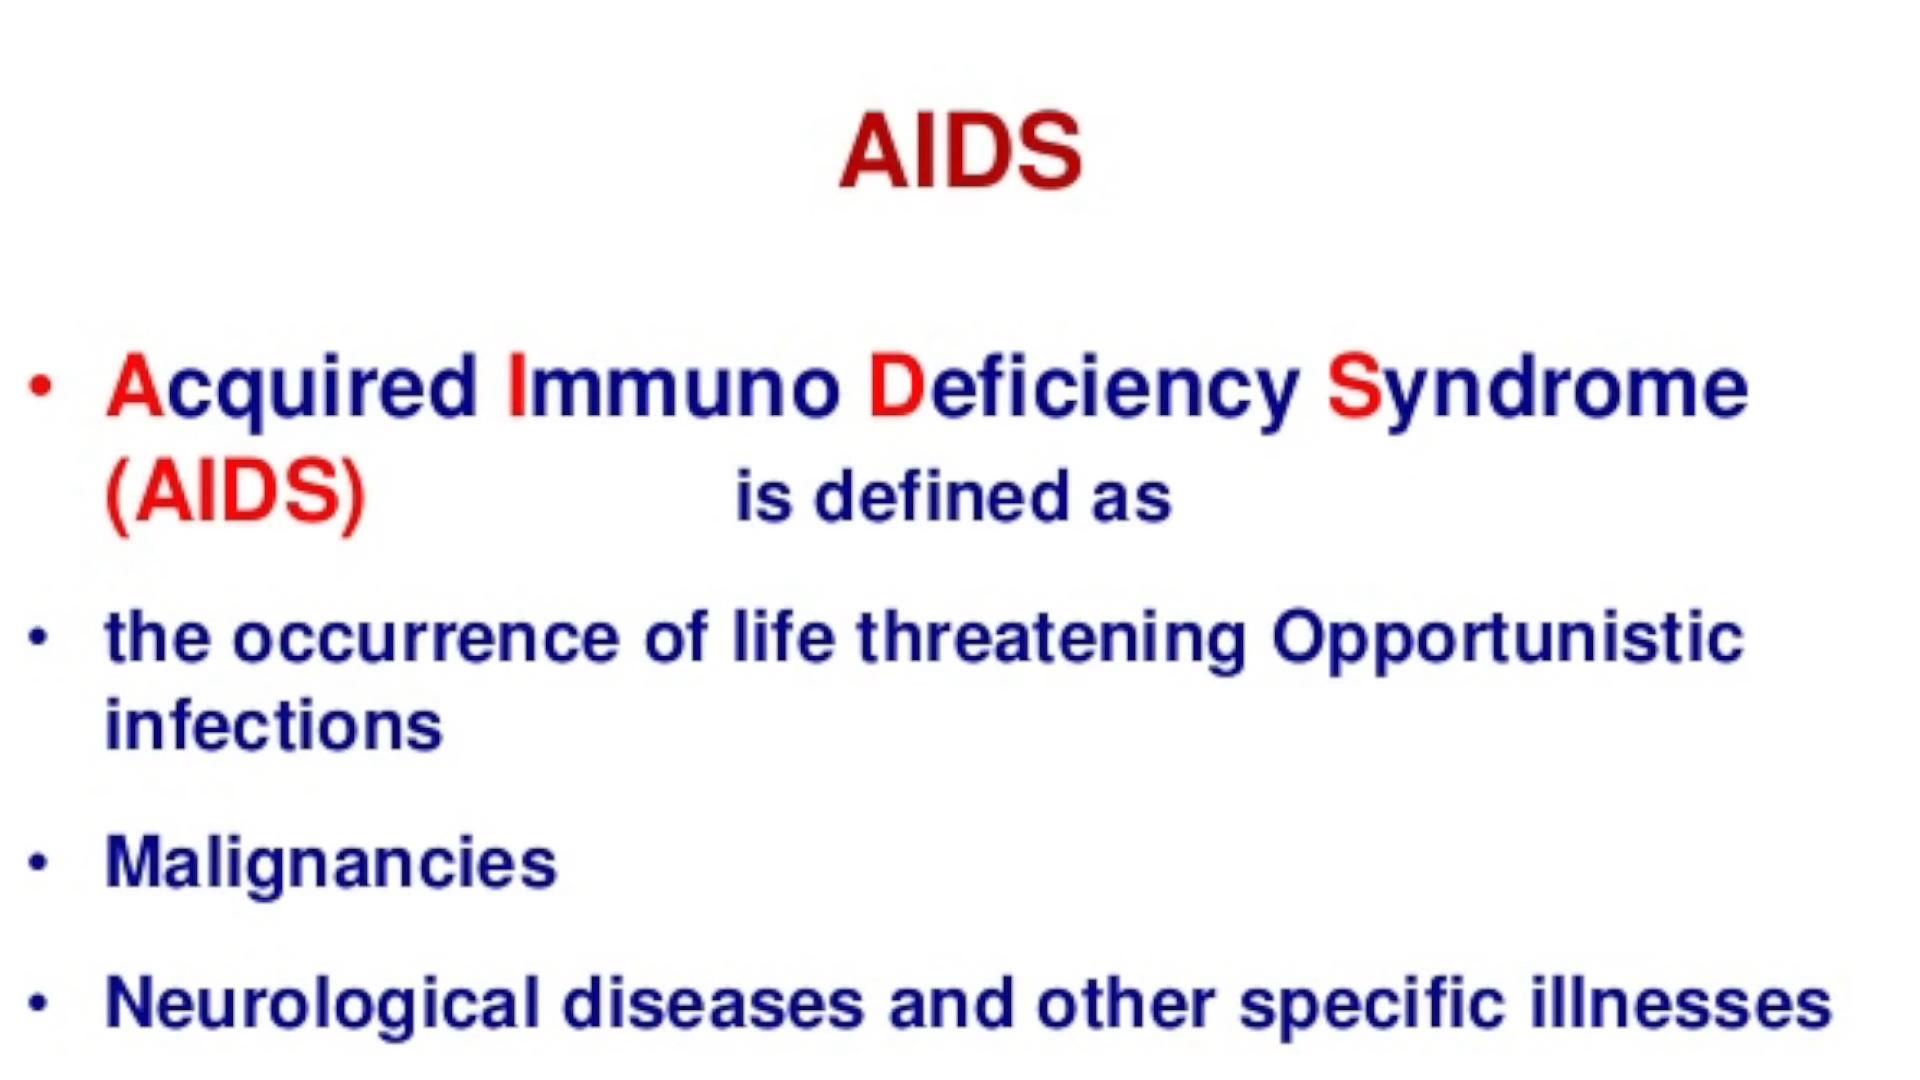 AIDS
• Acquired Immuno Deficiency Syndrome
(AIDS) is defined as
• the occurrence of life threatening Opportunistic
infections
• Malignancies
• Neurological diseases and other specific illnesses